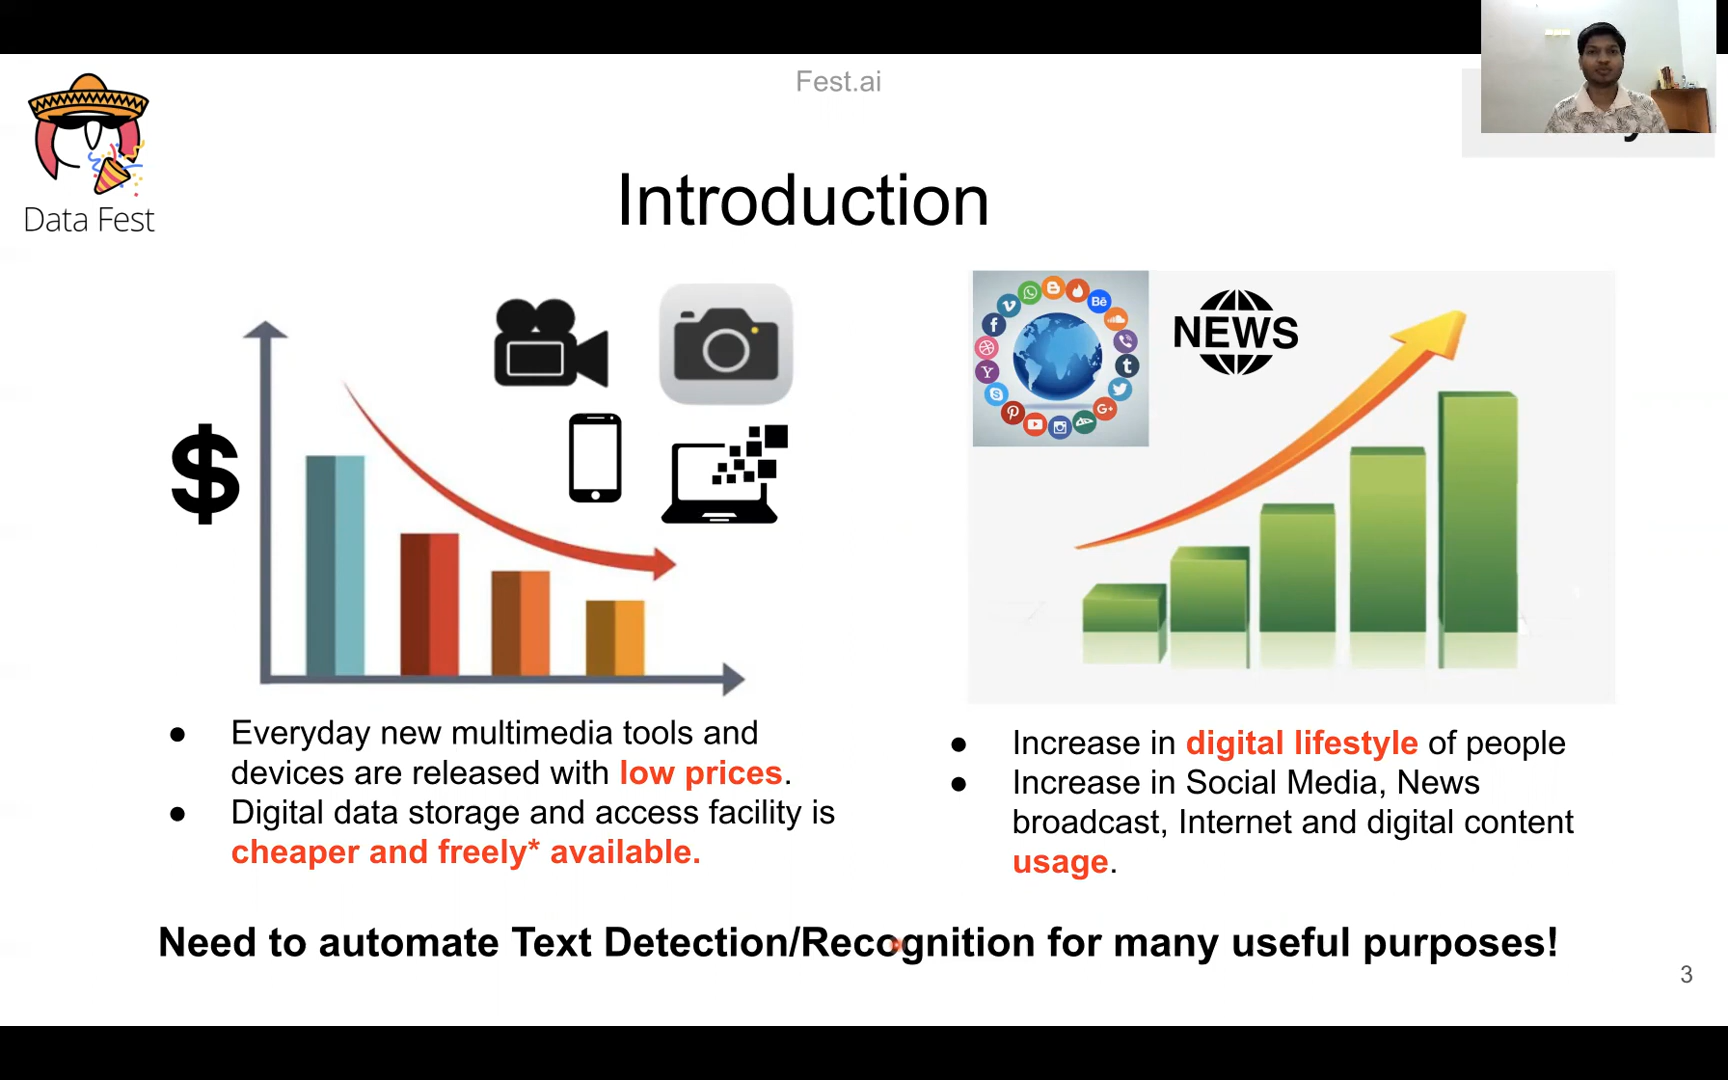 Fest.ai
Data Fest
Introduction
$
NEWS
Everyday new multimedia tools and
devices are released with low prices.
Digital data storage and access facility is
cheaper and freely* available.
Increase in digital lifestyle of people
Increase in Social Media, News
broadcast, Internet and digital content
usage.
Need to automate Text Detection/Recognition for many useful purposes!
3